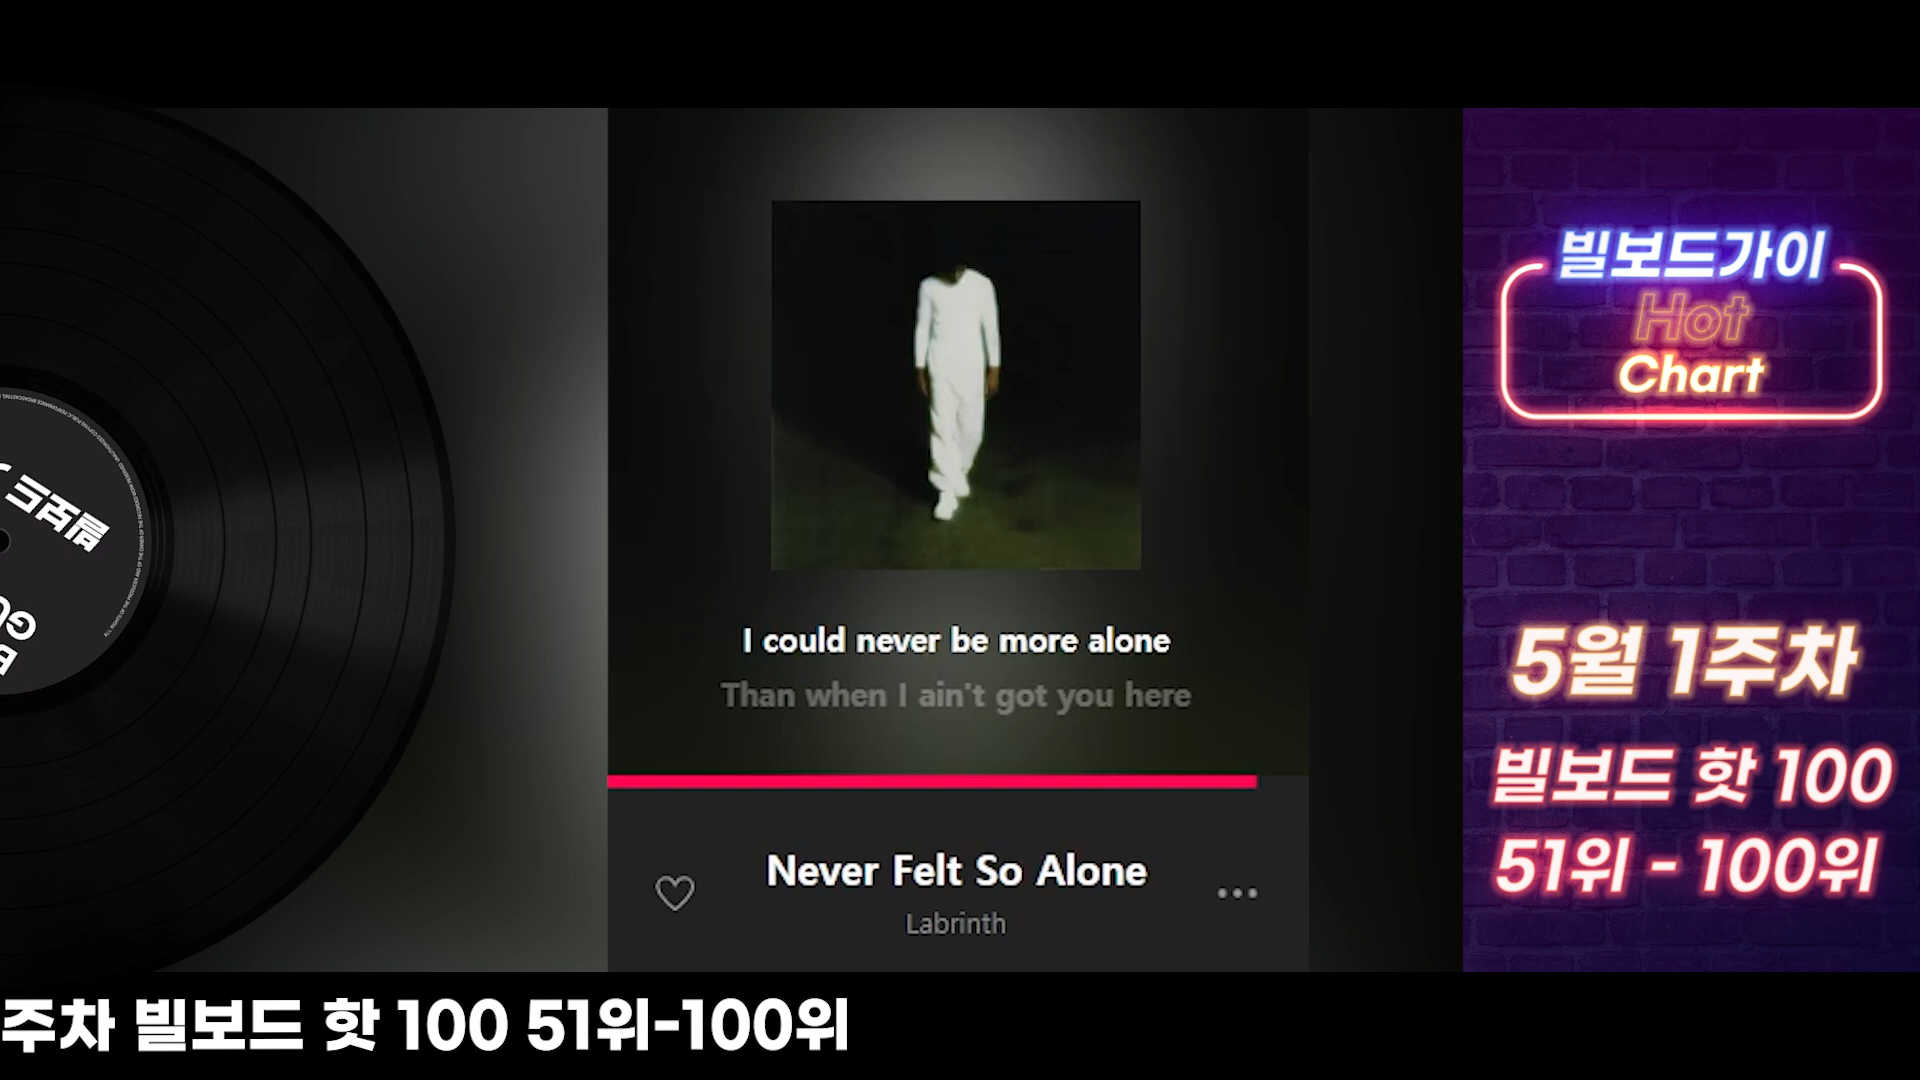 빌보드가이
Hot
Chart
I could never be more alone
Than when I ain't got you here
5월 1주차
빌보드 핫 100
51위 - 100위
Never Felt So Alone
Labrinth
주차 빌보드 핫 100 51위-100위